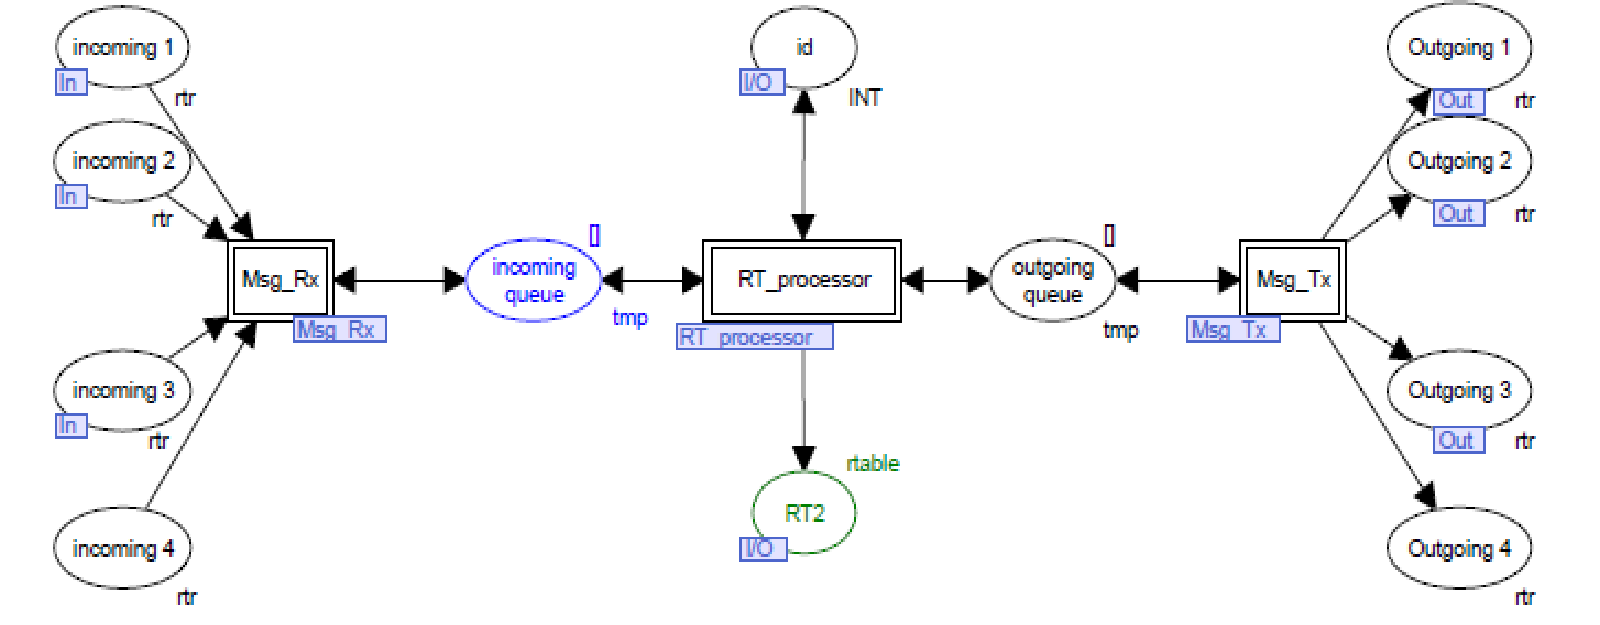 incoming 1
In
rtr
incoming 2
In
rtr
Msg_Rx
Msg_Rx
incoming 3
In
rtr
incoming 4
rtr
[]
incoming
queue
tmp
id
I/O
INT
RT_processor
RT_processor
rtable
RT2
I/O
[]
outgoing
queue
tmp
Msg_Tx
Msg_Tx
Outgoing 1
Out
rtr
Outgoing 2
Out
rtr
Outgoing 3
Out
rtr
Outgoing 4
rtr